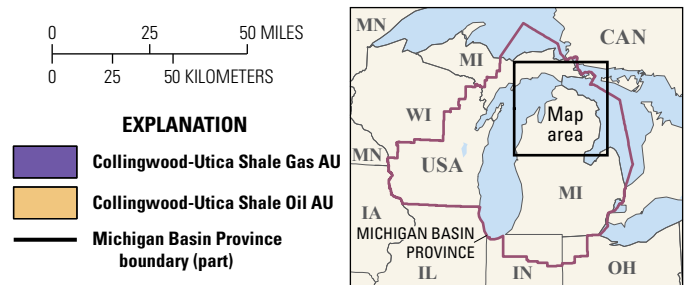 0 25 50 MILES
0 25 50 KILOMETERS
EXPLANATION
Collingwood-Utica Shale Gas AU
Collingwood-Utica Shale Oil AU
Michigan Basin Province
boundary (part)
MN
CAN
MI
WI
Map
area
MN
USA
MI
IA
MICHIGAN BASIN
PROVINCE
IL
IN
OH